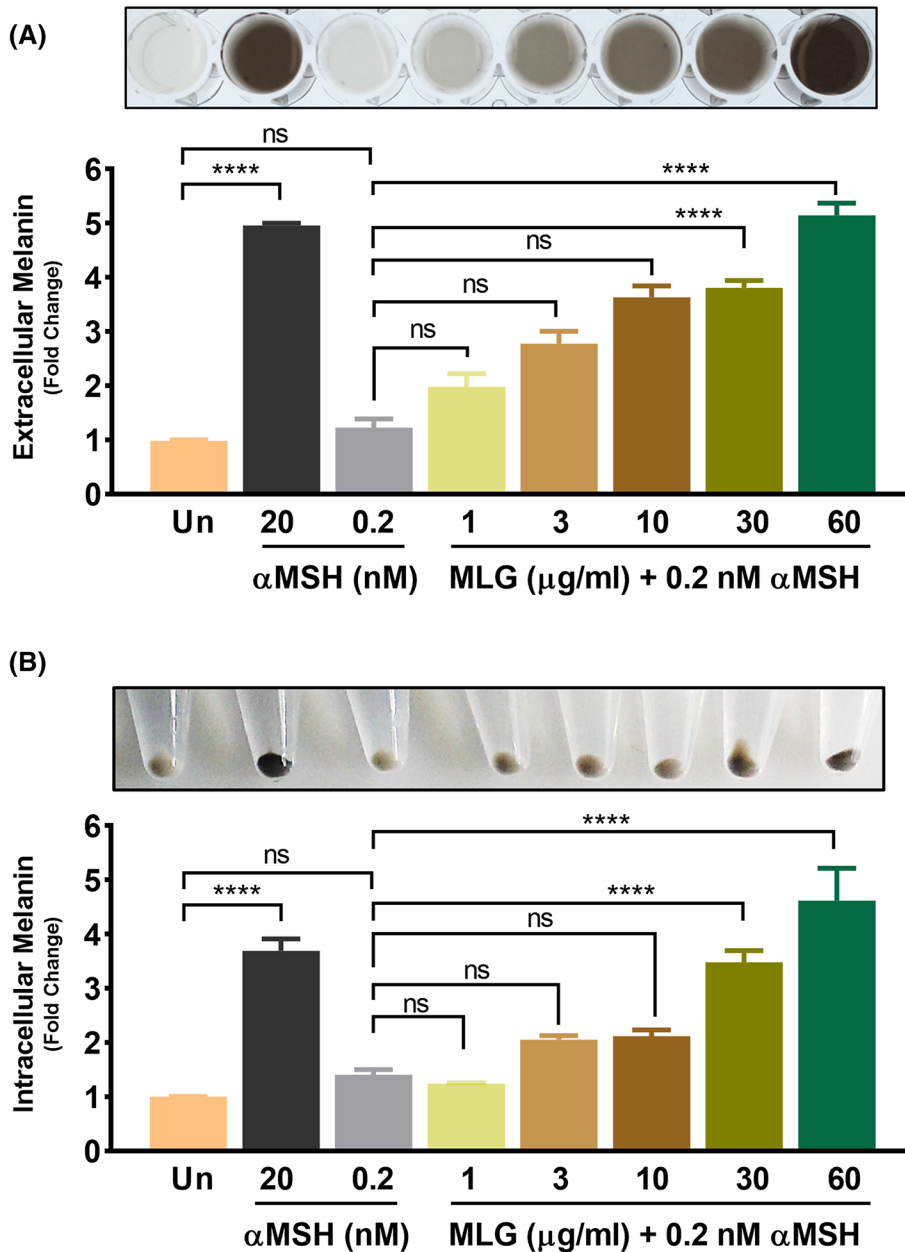 (A)
ns
****
****
****
ns
ns
ns
Extracellular Melanin
(Fold Change)
6
5
4
3
2
1
0
Un 20 0.2 1 3 10 30 60
αMSH (nM) MLG (μg/ml) + 0.2 nM αMSH
(B)
****
ns
****
****
ns
ns
ns
Intracellular Melanin
(Fold Change)
6
5
4
3
2
1
0
Un 20 0.2 1 3 10 30 60
αMSH (nM) MLG (μg/ml) + 0.2 nM αMSH